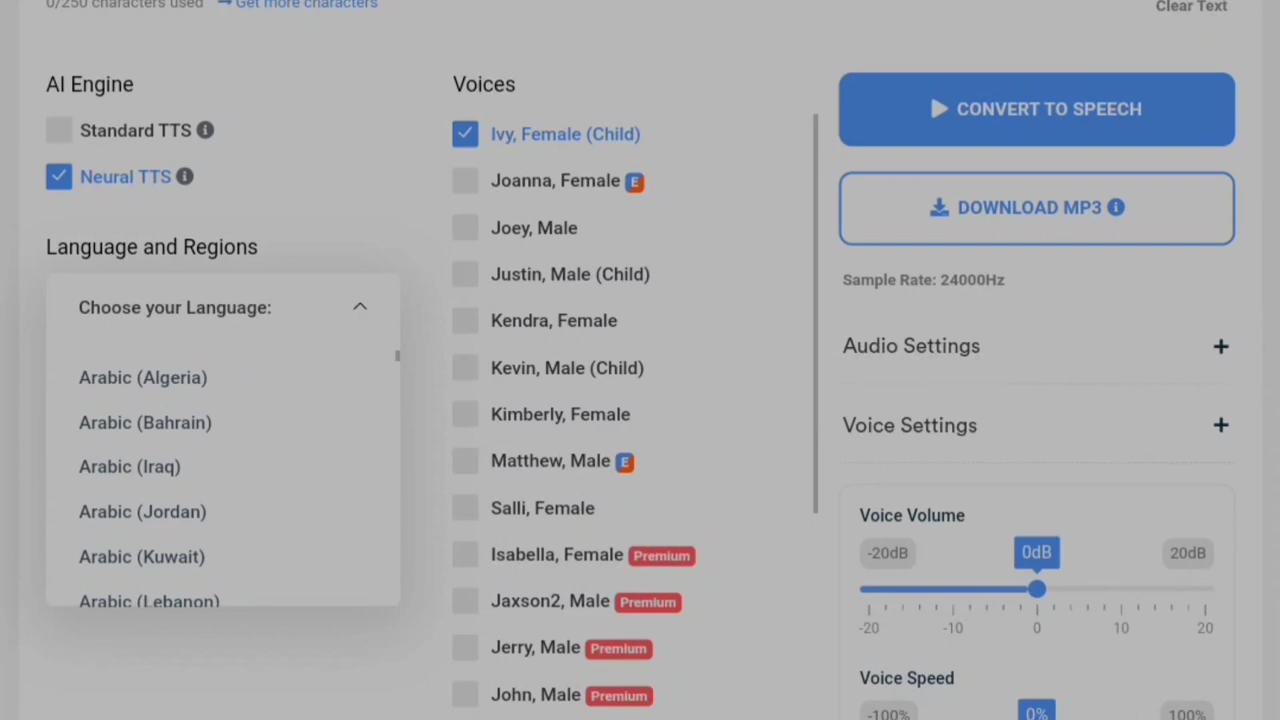 0/250 characters used → Get more characters
Clear Text
AI Engine
Standard TTS
Neural TTS
Language and Regions
Choose your Language:
Arabic (Algeria)
Arabic (Bahrain)
Arabic (Iraq)
Arabic (Jordan)
Arabic (Kuwait)
Arabic (Lebanon)
Voices
Ivy, Female (Child)
Joanna, Female E
Joey, Male
Justin, Male (Child)
Kendra, Female
Kevin, Male (Child)
Kimberly, Female
Matthew, Male E
Salli, Female
Isabella, Female Premium
Jaxson2, Male Premium
Jerry, Male Premium
John, Male Premium
CONVERT TO SPEECH
DOWNLOAD MP3
Sample Rate: 24000Hz
Audio Settings +
Voice Settings +
Voice Volume
-20dB 0dB 20dB
-20 -10 0 10 20
Voice Speed
-100% 0% 100%